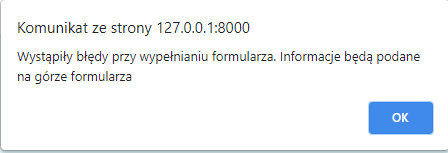 Komunikat ze strony 127.0.0.1:8000
Wystąpiły błędy przy wypełnianiu formularza. Informacje będą podane
na górze formularza
OK